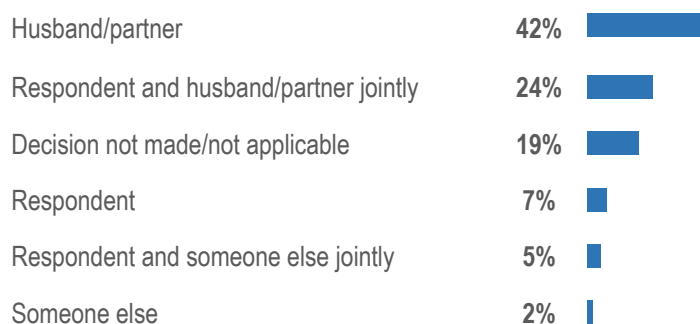 Husband/partner 42%
Respondent and husband/partner jointly 24%
Decision not made/not applicable 19%
Respondent 7%
Respondent and someone else jointly 5%
Someone else 2%